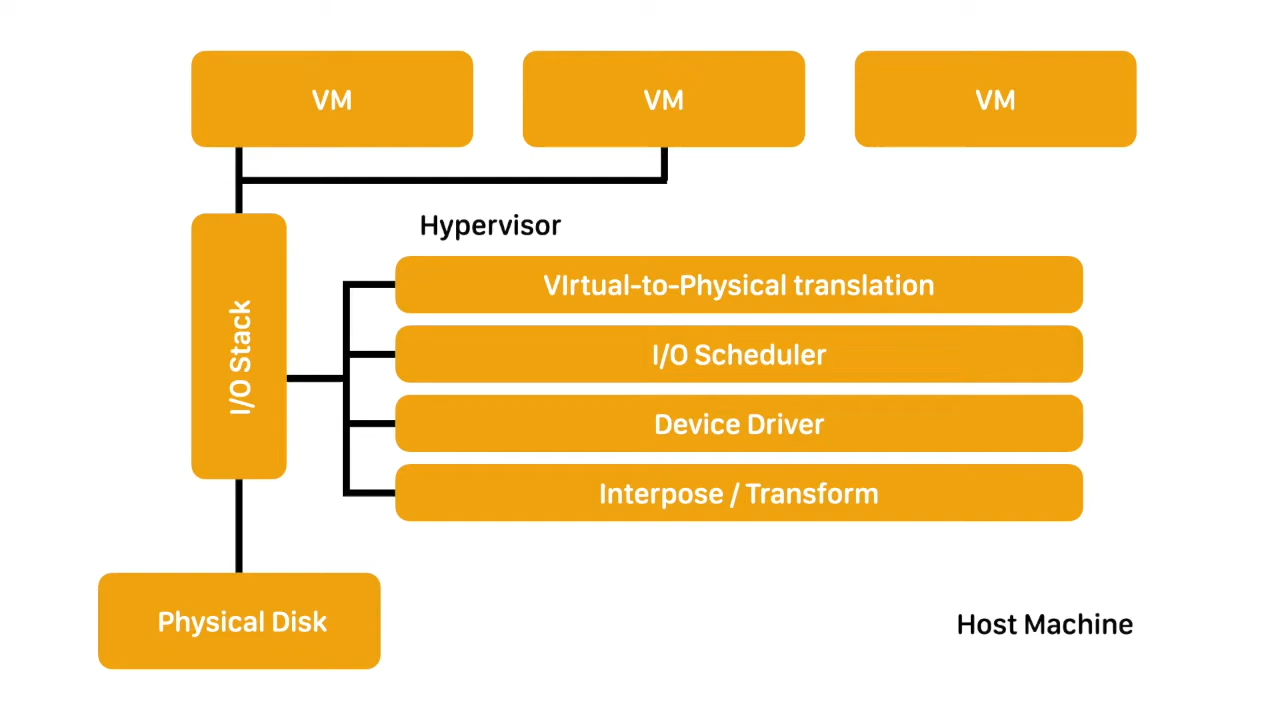 VM
VM
VM
Hypervisor
I/O Stack
VIrtual-to-Physical translation
I/O Scheduler
Device Driver
Interpose / Transform
Physical Disk
Host Machine